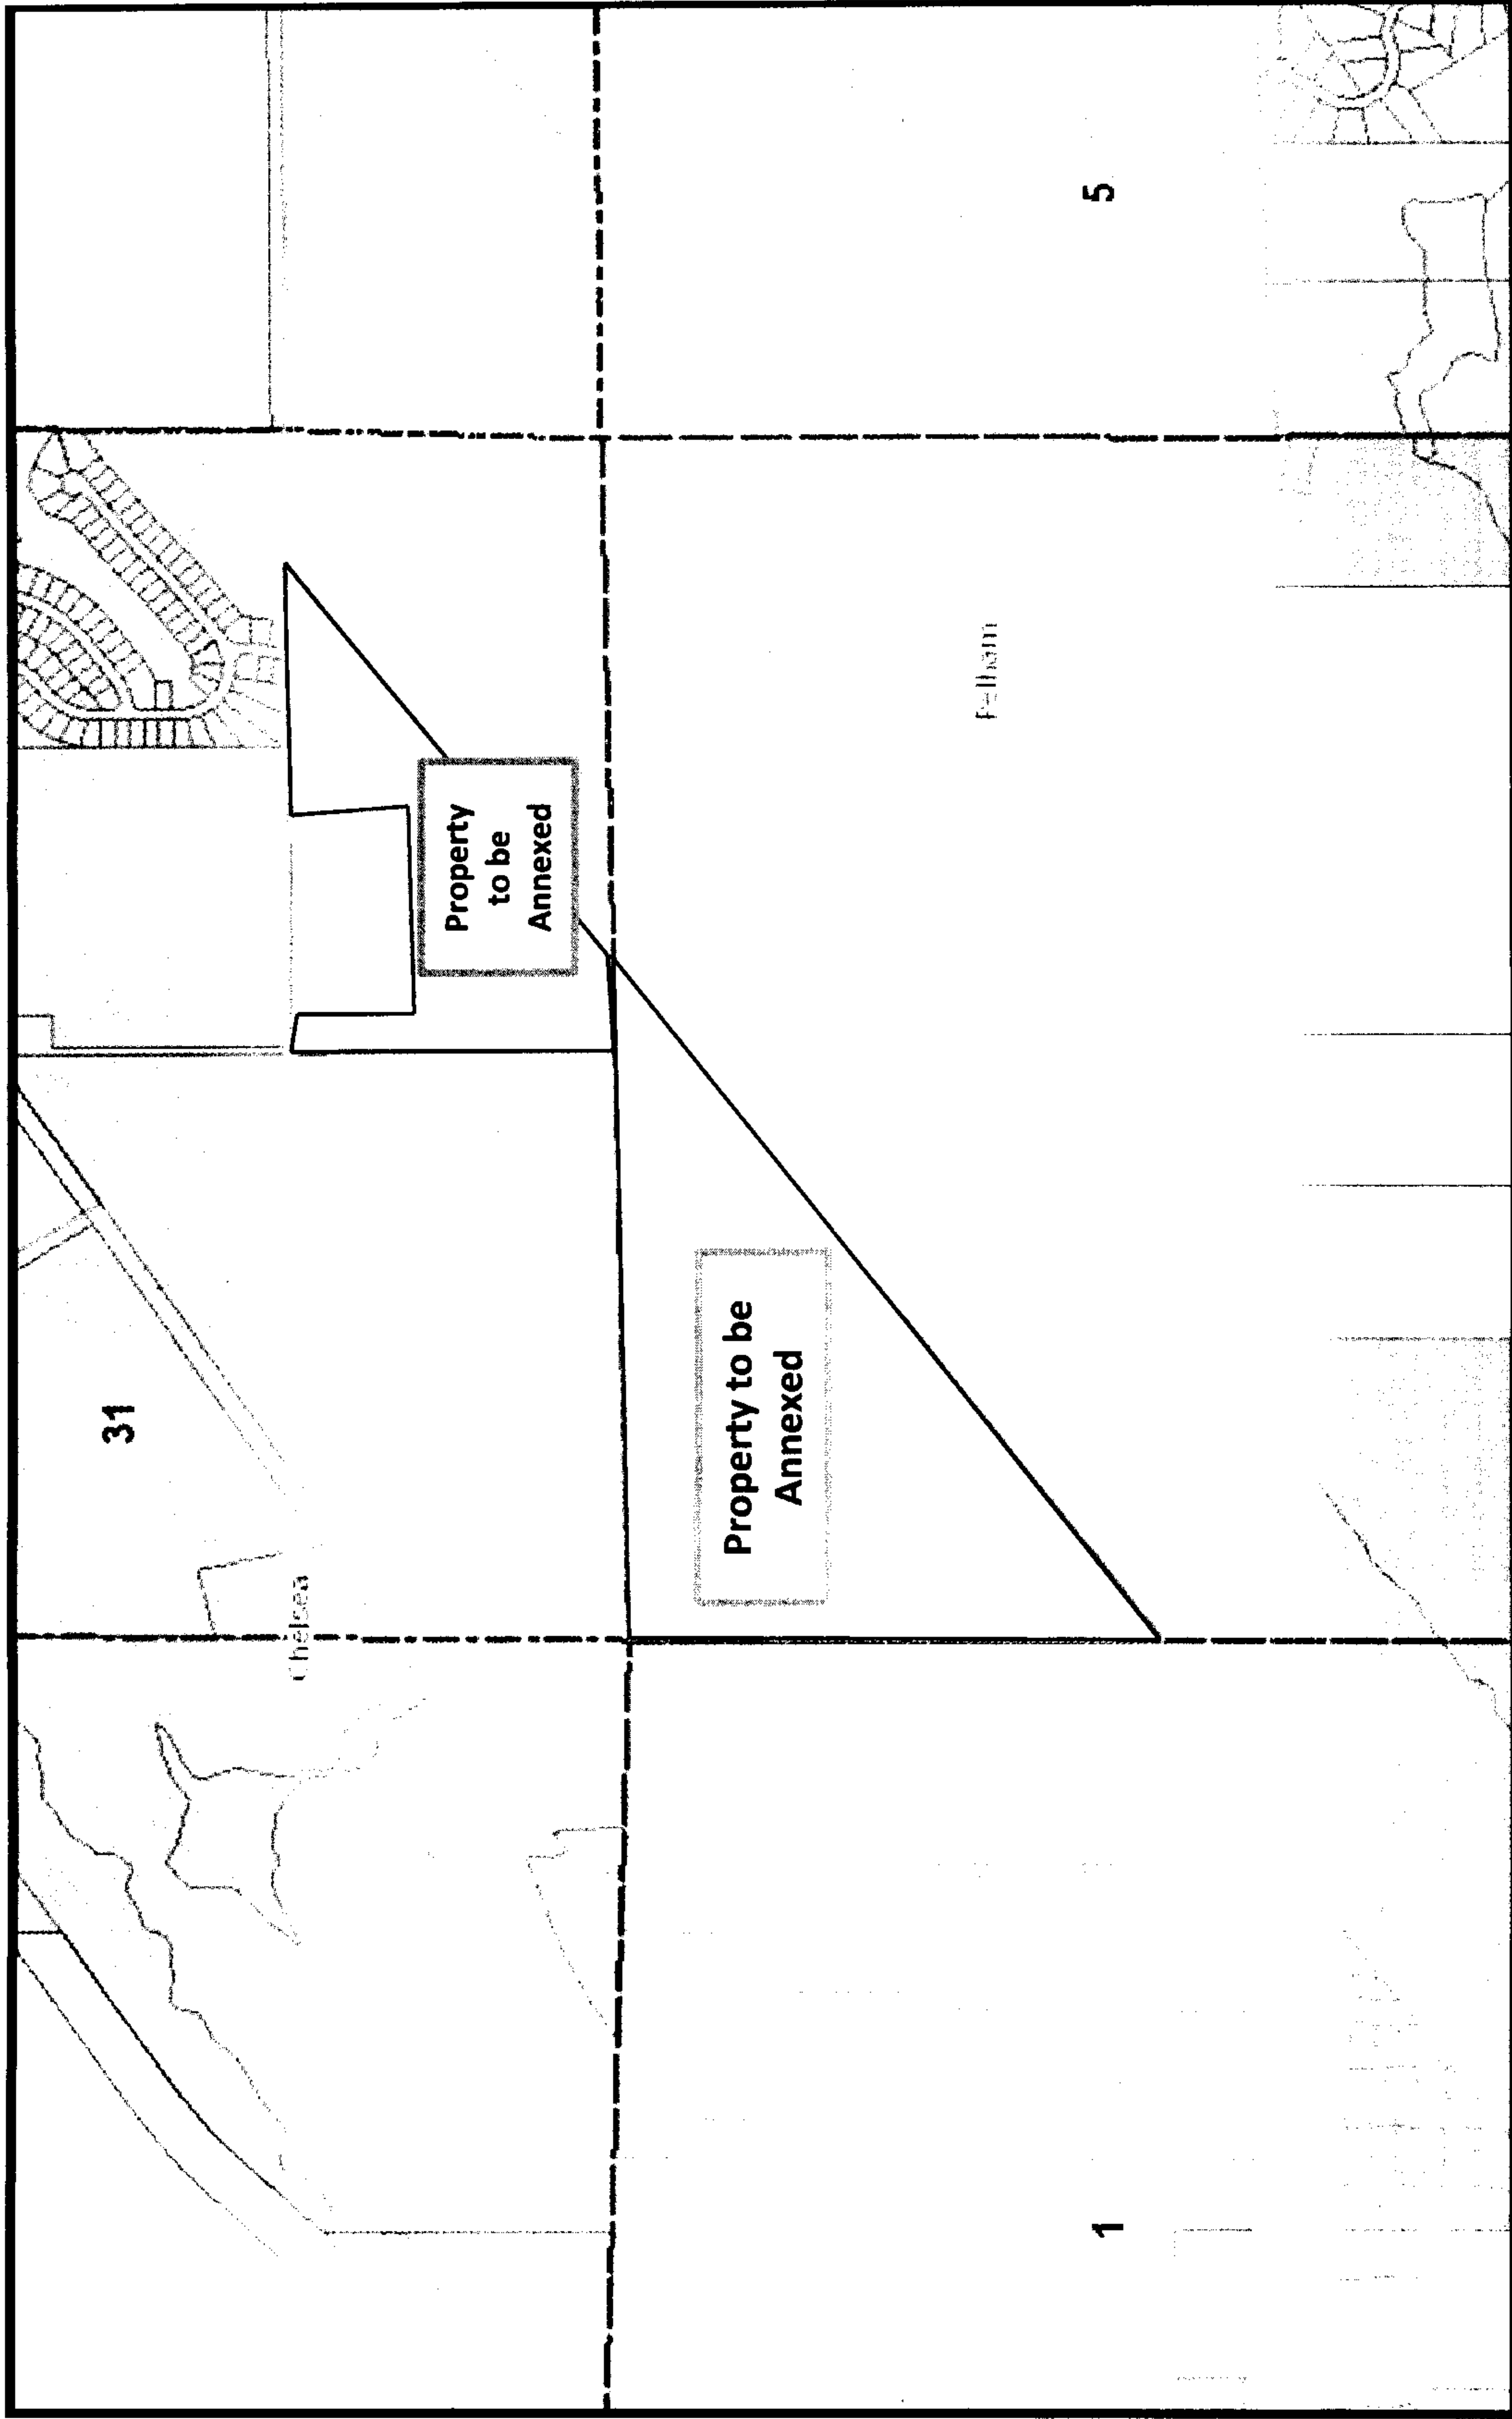 31
Chelsea
Property
to be
Annexed
Property to be
Annexed
Pelham
1
5